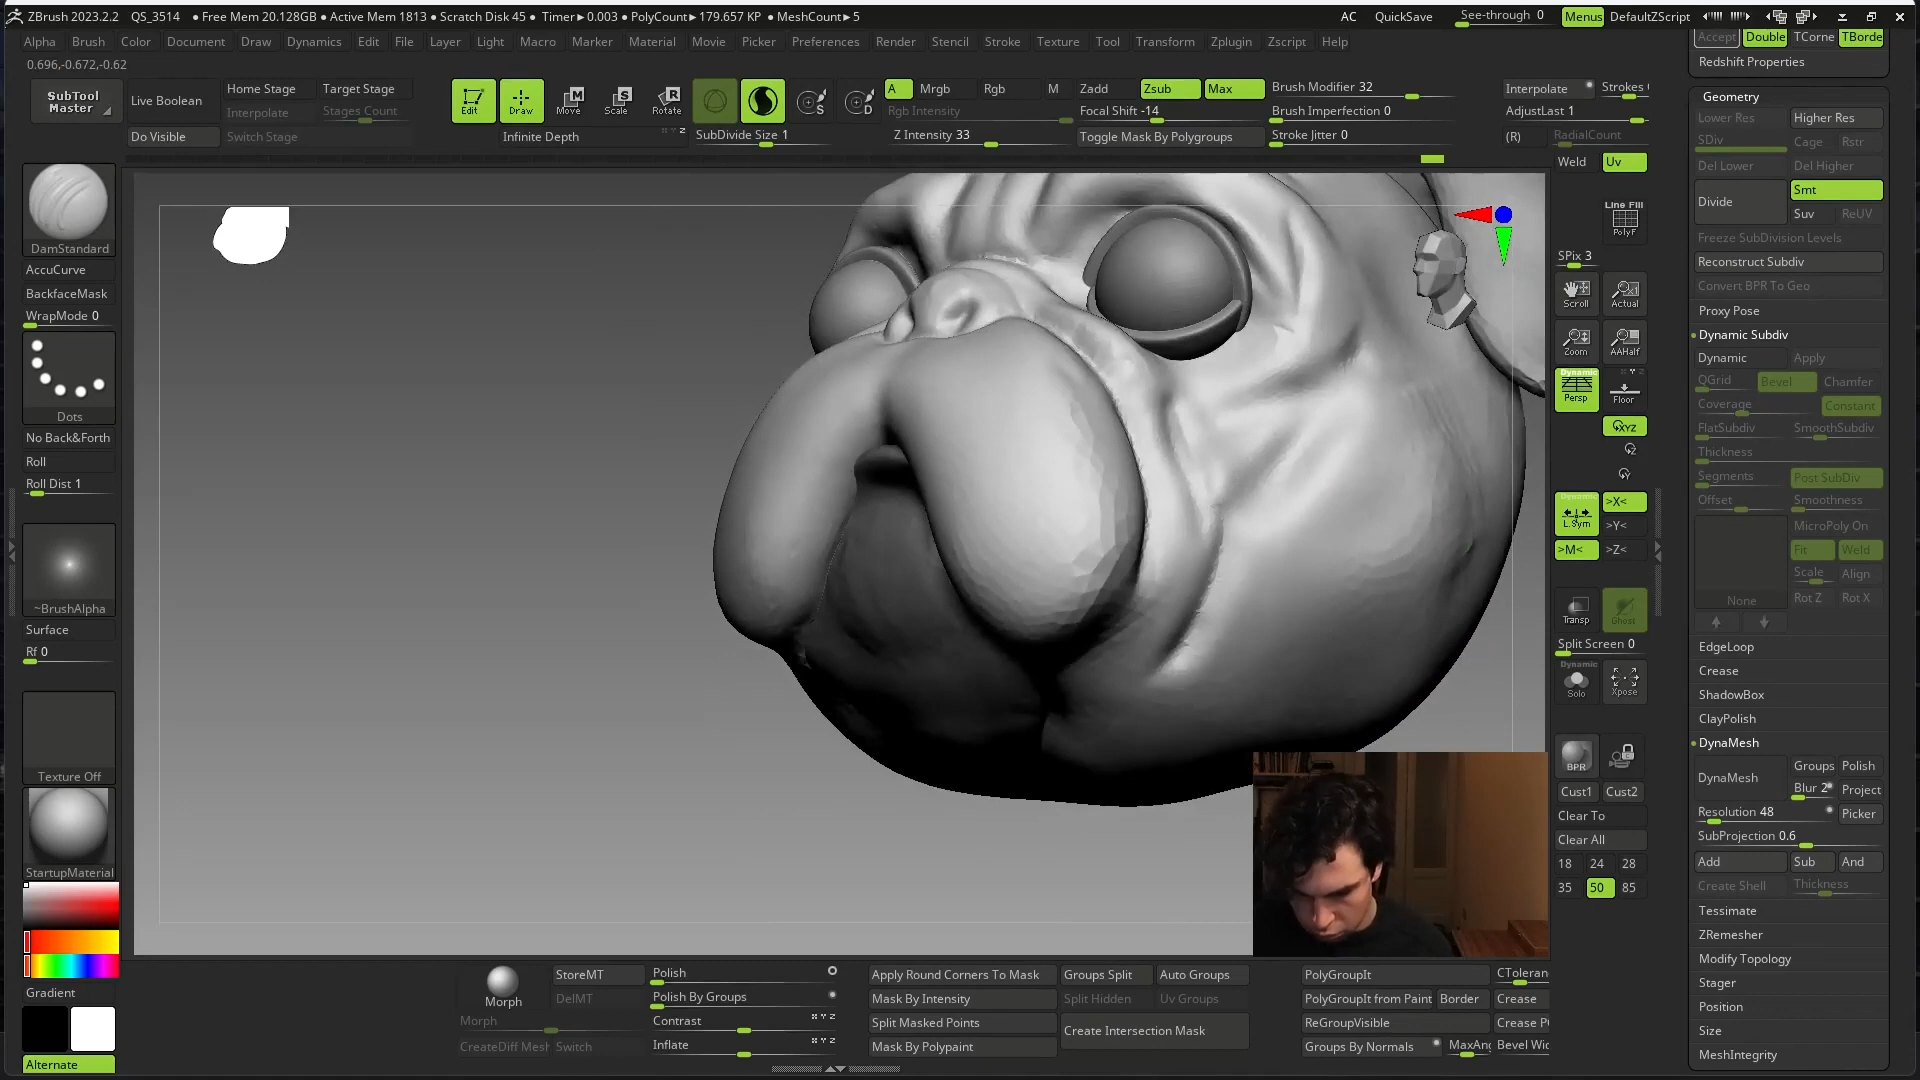 ZBrush 2023.2.2 QS_3514 • Free Mem 20.128GB • Active Mem 1813 • Scratch Disk 45 • Timer▸0.003 • PolyCount▸179.657 KP • MeshCount▸5 AC QuickSave See-through 0 Menus DefaultZScript
Alpha Brush Color Document Draw Dynamics Edit File Layer Light Macro Marker Material Movie Picker Preferences Render Stencil Stroke Texture Tool Transform Zplugin Zscript Help
0.696,-0.672,-0.62
SubTool Master
Live Boolean
Do Visible
Home Stage Target Stage
Interpolate Stages Count
Switch Stage
Edit Draw Move Scale Rotate
Infinite Depth
SubDivide Size 1
A Mrgb Rgb M Zadd Zsub Max
Rgb Intensity
Z Intensity 33
Focal Shift -14
Toggle Mask By Polygroups
Brush Modifier 32
Brush Imperfection 0
Stroke Jitter 0
Interpolate Strokes
AdjustLast 1
(R) RadialCount
Weld Uv
DamStandard
AccuCurve
BackfaceMask
WrapMode 0
Dots
No Back&Forth
Roll
Roll Dist 1
~BrushAlpha
Surface
Rf 0
Texture Off
StartupMaterial
Gradient
Alternate
Line Fill
PolyF
SPix 3
Scroll Actual
Zoom AAHalf
Dynamic
Persp Floor
XYZ
Z
Y
Dynamic
L.Sym >X<
>Y<
>M< >Z<
Transp Ghost
Split Screen 0
Dynamic
Solo Xpose
BPR
Cust1 Cust2
Clear To
Clear All
18 24 28
35 50 85
Accept Double TCorne TBorde
Redshift Properties
Geometry
Lower Res Higher Res
SDiv Cage Rstr
Del Lower Del Higher
Divide Smt
Suv ReUV
Freeze SubDivision Levels
Reconstruct Subdiv
Convert BPR To Geo
Proxy Pose
Dynamic Subdiv
Dynamic Apply
QGrid Bevel Chamfer
Coverage Constant
FlatSubdiv SmoothSubdiv
Thickness
Segments Post SubDiv
Offset Smoothness
MicroPoly On
Fit Weld
Scale Align
None Rot Z Rot X
EdgeLoop
Crease
ShadowBox
ClayPolish
DynaMesh
DynaMesh Groups Polish
Blur 2 Project
Resolution 48 Picker
SubProjection 0.6
Add Sub And
Create Shell Thickness
Tessimate
ZRemesher
Modify Topology
Stager
Position
Size
MeshIntegrity
Morph
StoreMT
DelMT
Morph
CreateDiff Mesh Switch
Polish
Polish By Groups
Contrast
Inflate
Apply Round Corners To Mask
Mask By Intensity
Split Masked Points
Mask By Polypaint
Groups Split Auto Groups
Split Hidden Uv Groups
Create Intersection Mask
PolyGroupIt
PolyGroupIt from Paint Border
ReGroupVisible
Groups By Normals MaxAng
CToleran
Crease
Crease P
Bevel Wid